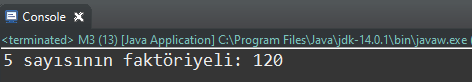 Console
<terminated> M3 (13) [Java Application] C:\Program Files\Java\jdk-14.0.1\bin\javaw.exe (
5 sayısının faktöriyeli: 120